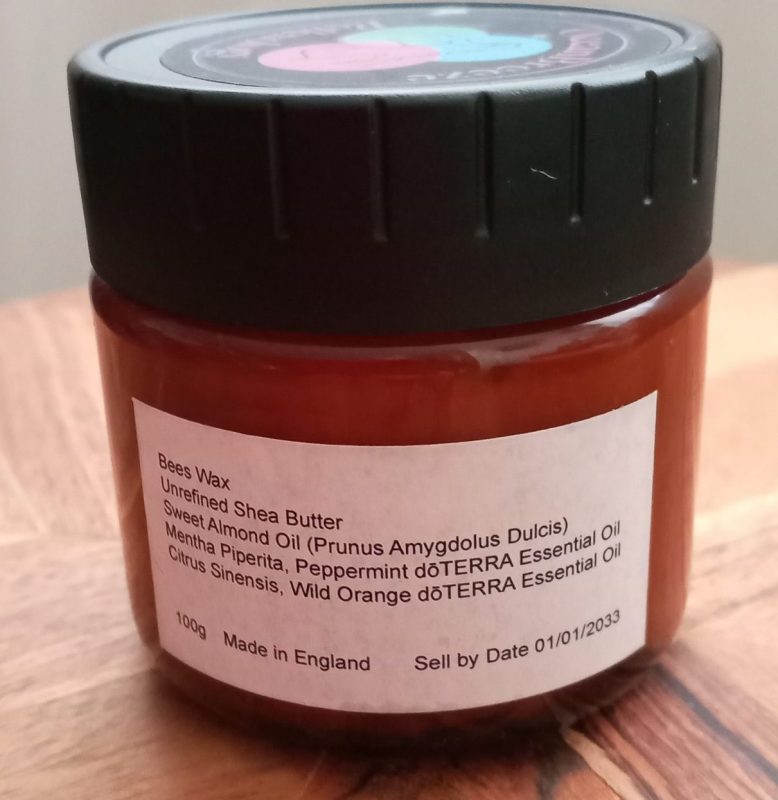 Bees Wax
Unrefined Shea Butter
Sweet Almond Oil (Prunus Amygdolus Dulcis)
Mentha Piperita, Peppermint dōTERRA Essential Oil
Citrus Sinensis, Wild Orange dōTERRA Essential Oil
100g Made in England Sell by Date 01/01/2033